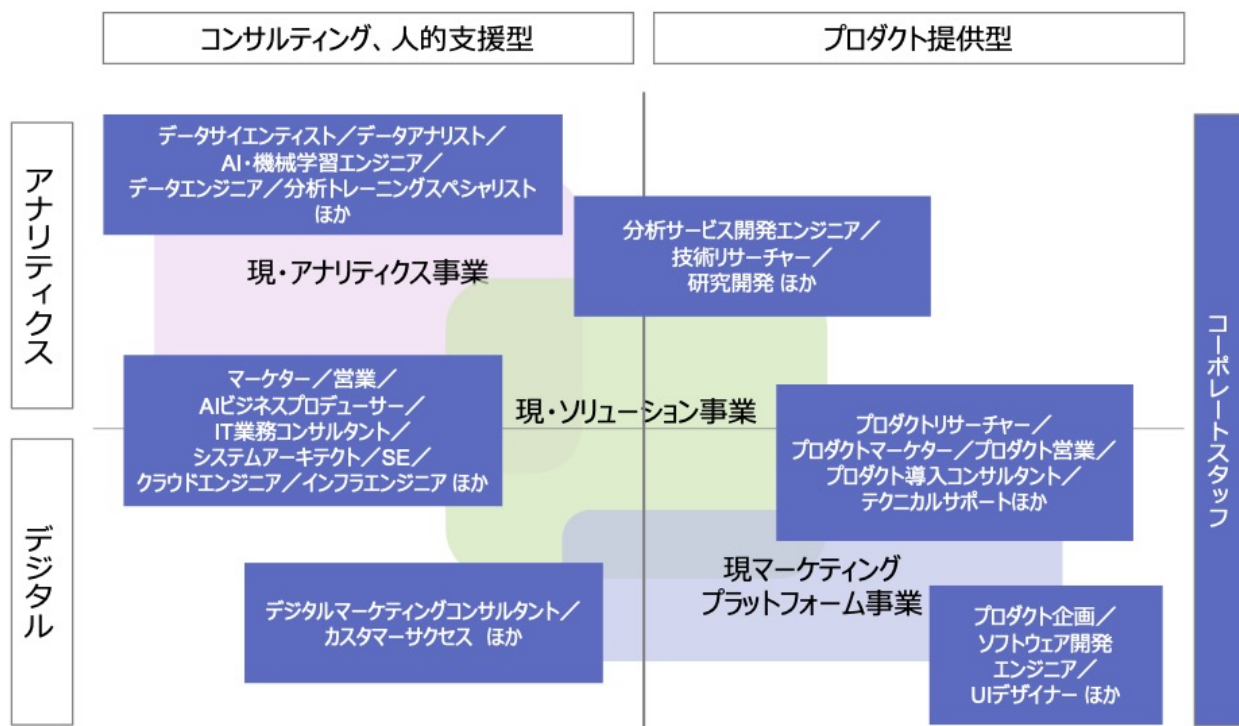 コンサルティング、人的支援型
プロダクト提供型
アナリティクス
データサイエンティスト／データアナリスト／
AI・機械学習エンジニア／
データエンジニア／分析トレーニングスペシャリスト
ほか
現・アナリティクス事業
分析サービス開発エンジニア／
技術リサーチャー／
研究開発 ほか
マーケター／営業／
AIビジネスプロデューサー／
IT業務コンサルタント／
システムアーキテクト／SE／
クラウドエンジニア／インフラエンジニア ほか
現・ソリューション事業
プロダクトリサーチャー／
プロダクトマーケター／プロダクト営業／
プロダクト導入コンサルタント／
テクニカルサポートほか
デジタル
デジタルマーケティングコンサルタント／
カスタマーサクセス ほか
現マーケティング
プラットフォーム事業
プロダクト企画／
ソフトウェア開発
エンジニア／
UIデザイナー ほか
コーポレートスタッフ